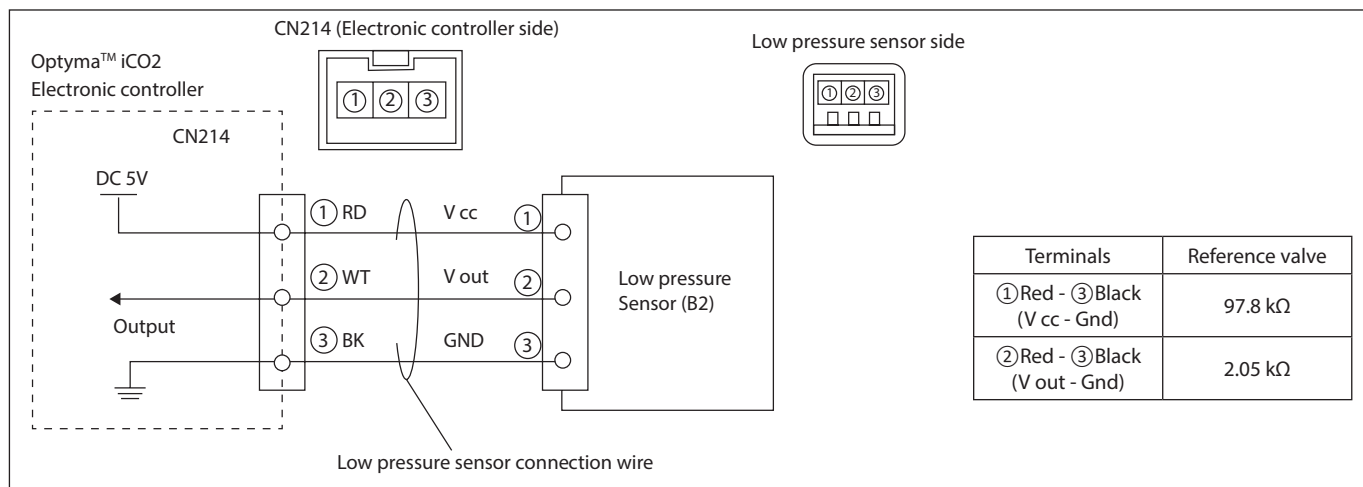 CN214 (Electronic controller side)
Low pressure sensor side
Optyma™ iCO2
Electronic controller
① ② ③
① ② ③
CN214
DC 5V
① RD V cc ①
② WT V out ②
Output
③ BK GND ③
Low pressure
Sensor (B2)
Low pressure sensor connection wire
Terminals Reference valve
①Red - ③Black
(V cc - Gnd)
97.8 kΩ
②Red - ③Black
(V out - Gnd)
2.05 kΩ